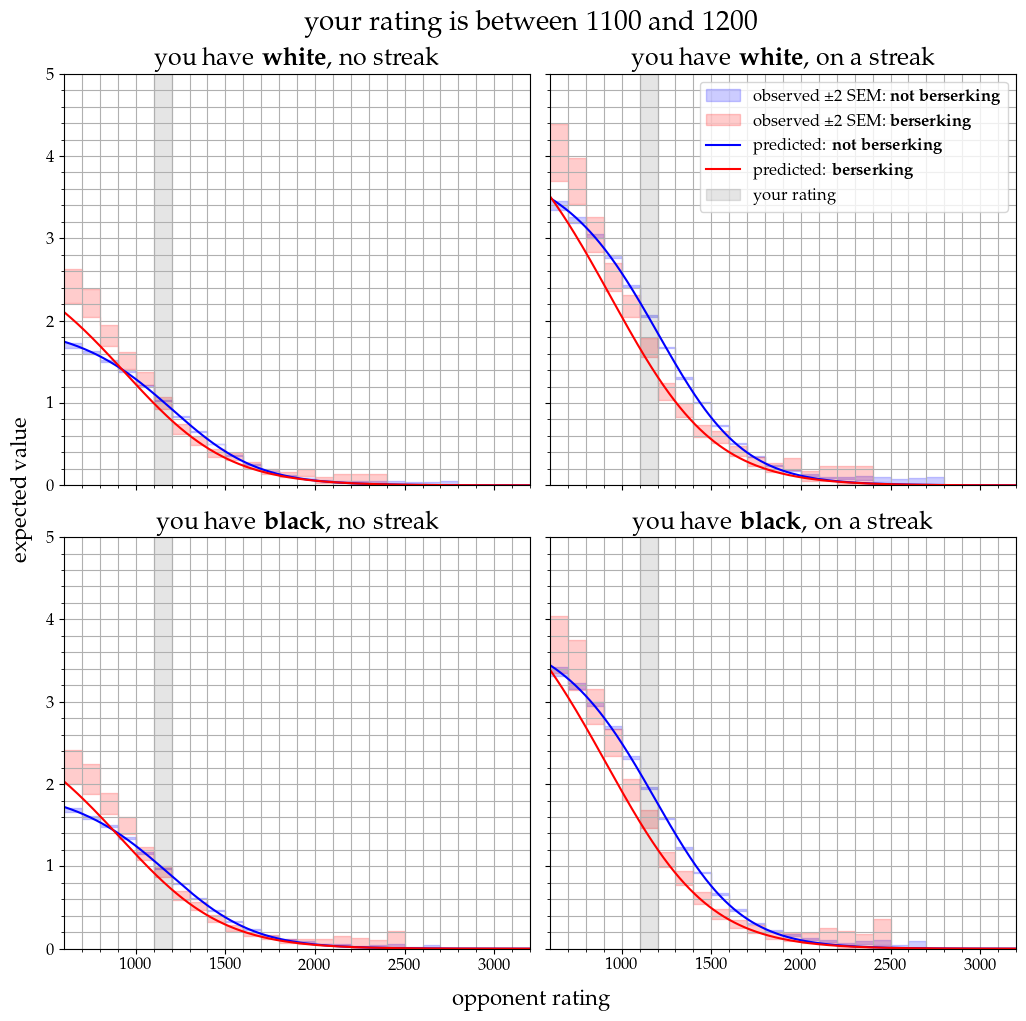 your rating is between 1100 and 1200
you have white, no streak
you have white, on a streak
5
4
3
2
1
0
observed ±2 SEM: not berserking
observed ±2 SEM: berserking
predicted: not berserking
predicted: berserking
your rating
expected value
you have black, no streak
you have black, on a streak
5
4
3
2
1
0
1000 1500 2000 2500 3000
1000 1500 2000 2500 3000
opponent rating